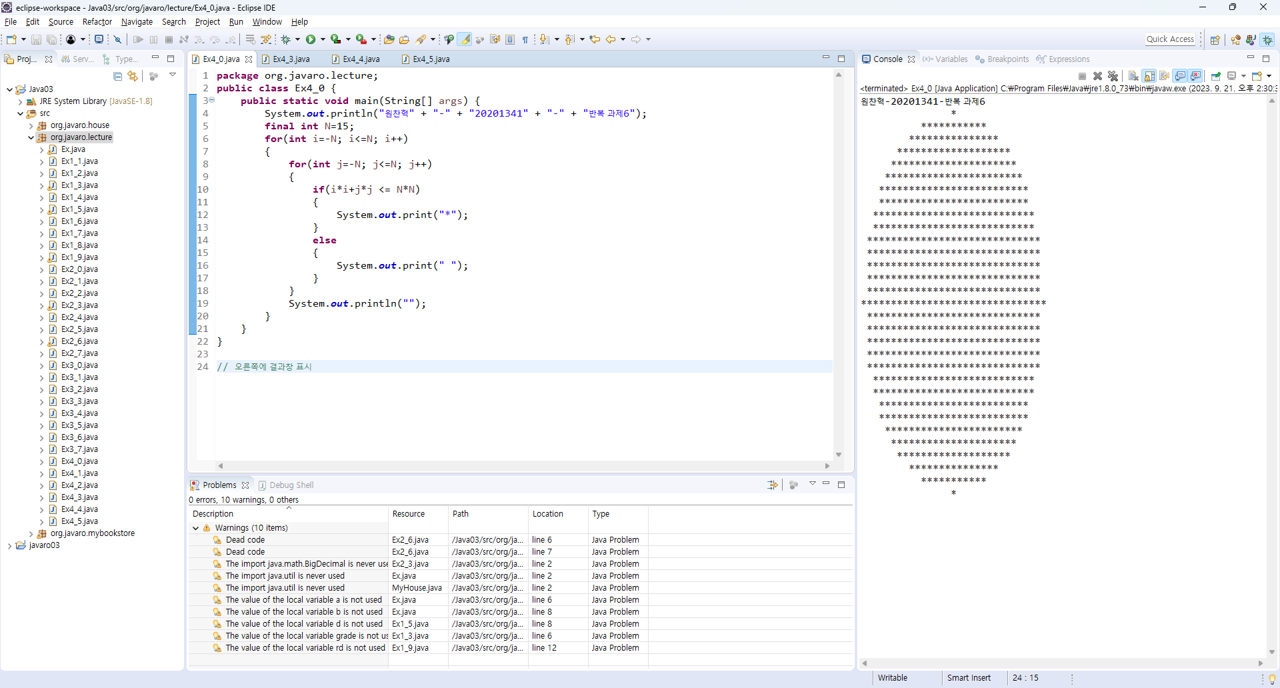 eclipse-workspace - Java03/src/org/javaro/lecture/Ex4_0.java - Eclipse IDE
File Edit Source Refactor Navigate Search Project Run Window Help
Quick Access
Proj... Serv... Type...
Java03
JRE System Library [JavaSE-1.8]
src
org.javaro.house
org.javaro.lecture
Ex.java
Ex1_1.java
Ex1_2.java
Ex1_3.java
Ex1_4.java
Ex1_5.java
Ex1_6.java
Ex1_7.java
Ex1_8.java
Ex1_9.java
Ex2_0.java
Ex2_1.java
Ex2_2.java
Ex2_3.java
Ex2_4.java
Ex2_5.java
Ex2_6.java
Ex2_7.java
Ex3_0.java
Ex3_1.java
Ex3_2.java
Ex3_3.java
Ex3_4.java
Ex3_5.java
Ex3_6.java
Ex3_7.java
Ex4_0.java
Ex4_1.java
Ex4_2.java
Ex4_3.java
Ex4_4.java
Ex4_5.java
org.javaro.mybookstore
javaro03
Ex4_0.java Ex4_3.java Ex4_4.java Ex4_5.java
1 package org.javaro.lecture;
2 public class Ex4_0 {
3 public static void main(String[] args) {
4 System.out.println("원찬혁" + "-" + "20201341" + "-" + "반복 과제6");
5 final int N=15;
6 for(int i=-N; i<=N; i++)
7 {
8 for(int j=-N; j<=N; j++)
9 {
10 if(i*i+j*j <= N*N)
11 {
12 System.out.print("*");
13 }
14 else
15 {
16 System.out.print(" ");
17 }
18 }
19 System.out.println("");
20 }
21 }
22 }
23
24 // 오른쪽에 결과창 표시
Problems Debug Shell
0 errors, 10 warnings, 0 others
Description Resource Path Location Type
Warnings (10 items)
Dead code Ex2_6.java /Java03/src/org/ja... line 6 Java Problem
Dead code Ex2_6.java /Java03/src/org/ja... line 7 Java Problem
The import java.math.BigDecimal is never use Ex2_3.java /Java03/src/org/ja... line 2 Java Problem
The import java.util is never used Ex.java /Java03/src/org/ja... line 2 Java Problem
The import java.util is never used MyHouse.java /Java03/src/org/ja... line 2 Java Problem
The value of the local variable a is not used Ex.java /Java03/src/org/ja... line 6 Java Problem
The value of the local variable b is not used Ex.java /Java03/src/org/ja... line 8 Java Problem
The value of the local variable d is not used Ex1_5.java /Java03/src/org/ja... line 8 Java Problem
The value of the local variable grade is not us Ex1_3.java /Java03/src/org/ja... line 6 Java Problem
The value of the local variable rd is not used Ex1_9.java /Java03/src/org/ja... line 12 Java Problem
Console Variables Breakpoints Expressions
<terminated> Ex4_0 [Java Application] C:₩Program Files₩Java₩jre1.8.0_73₩bin₩javaw.exe (2023. 9. 21. 오후 2:30:
원찬혁-20201341-반복 과제6
*
***********
***************
*******************
*********************
***********************
*************************
*************************
***************************
***************************
*****************************
*****************************
*****************************
*****************************
*****************************
*******************************
*****************************
*****************************
*****************************
*****************************
*****************************
***************************
***************************
*************************
*************************
***********************
*********************
*******************
***************
***********
*
Writable Smart Insert 24 : 15